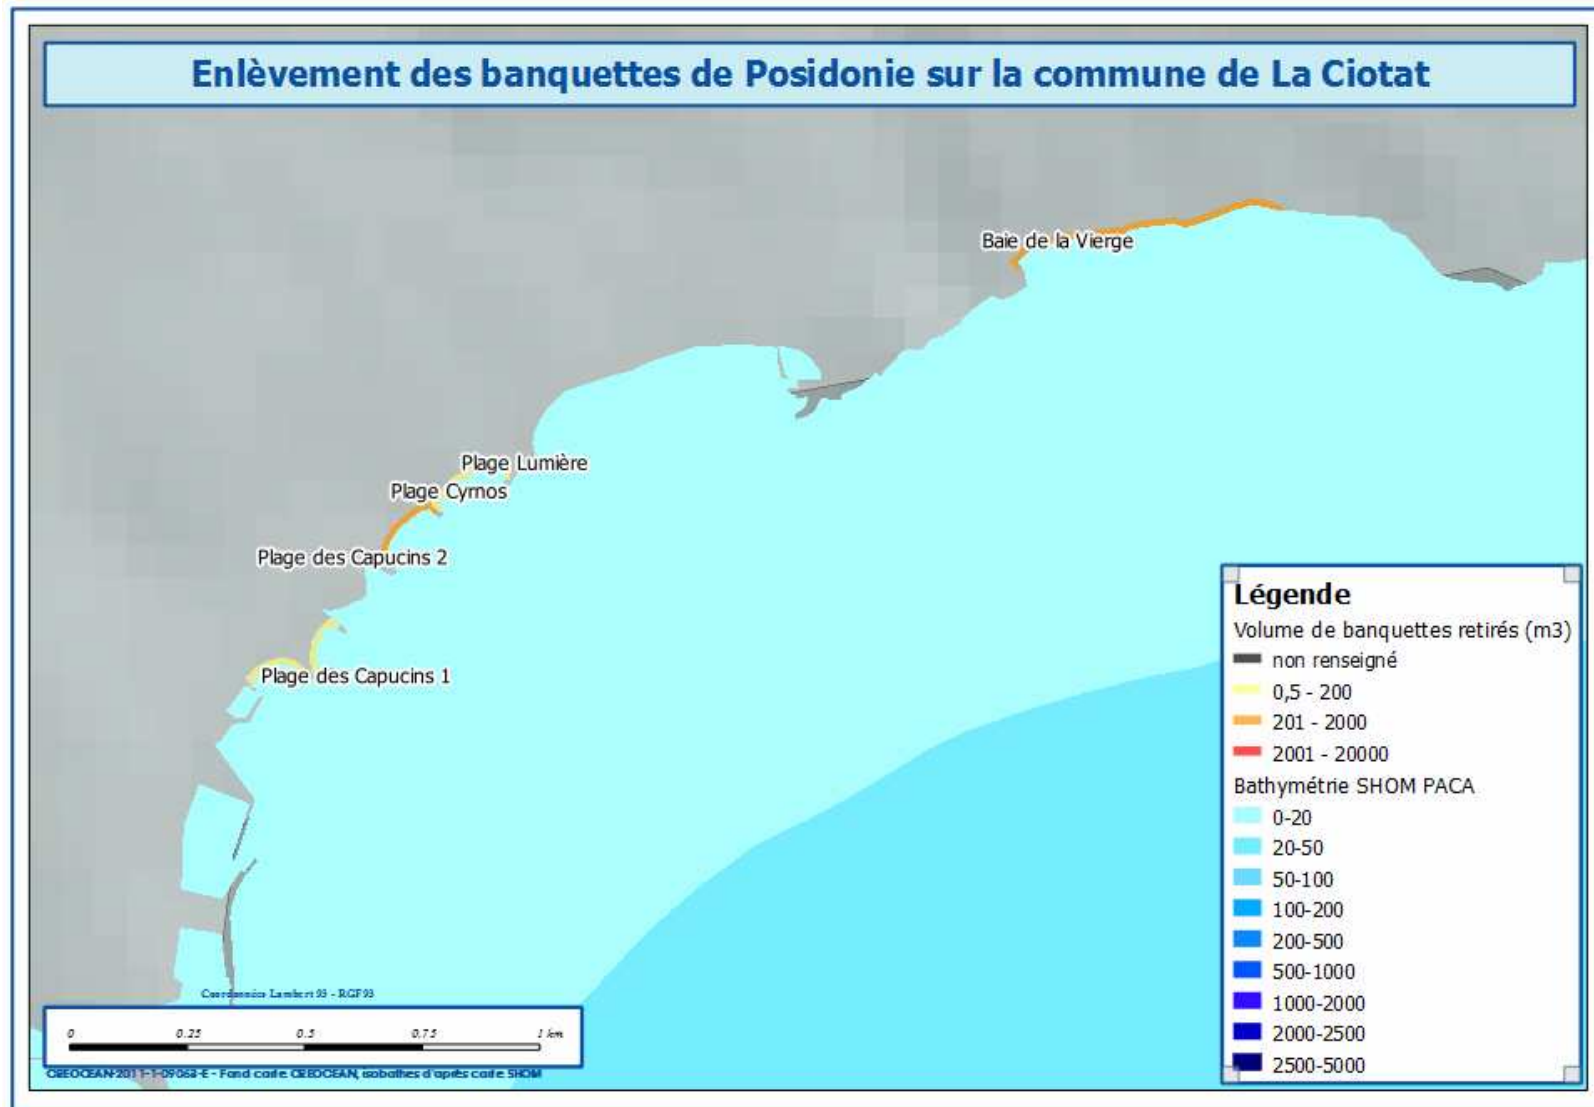 Enlèvement des banquettes de Posidonie sur la commune de La Ciotat
Baie de la Vierge
Plage Lumière
Plage Cyrnos
Plage des Capucins 2
Plage des Capucins 1
Légende
Volume de banquettes retirés (m3)
non renseigné
0,5 - 200
201 - 2000
2001 - 20000
Bathymétrie SHOM PACA
0-20
20-50
50-100
100-200
200-500
500-1000
1000-2000
2000-2500
2500-5000
Coordonnées Lambert 93 - RGF93
0 0.25 0.5 0.75 1 km
CREOCEAN-2011-1-09068-E - Fond carte CREOCEAN, isobathes d'après carte SHOM